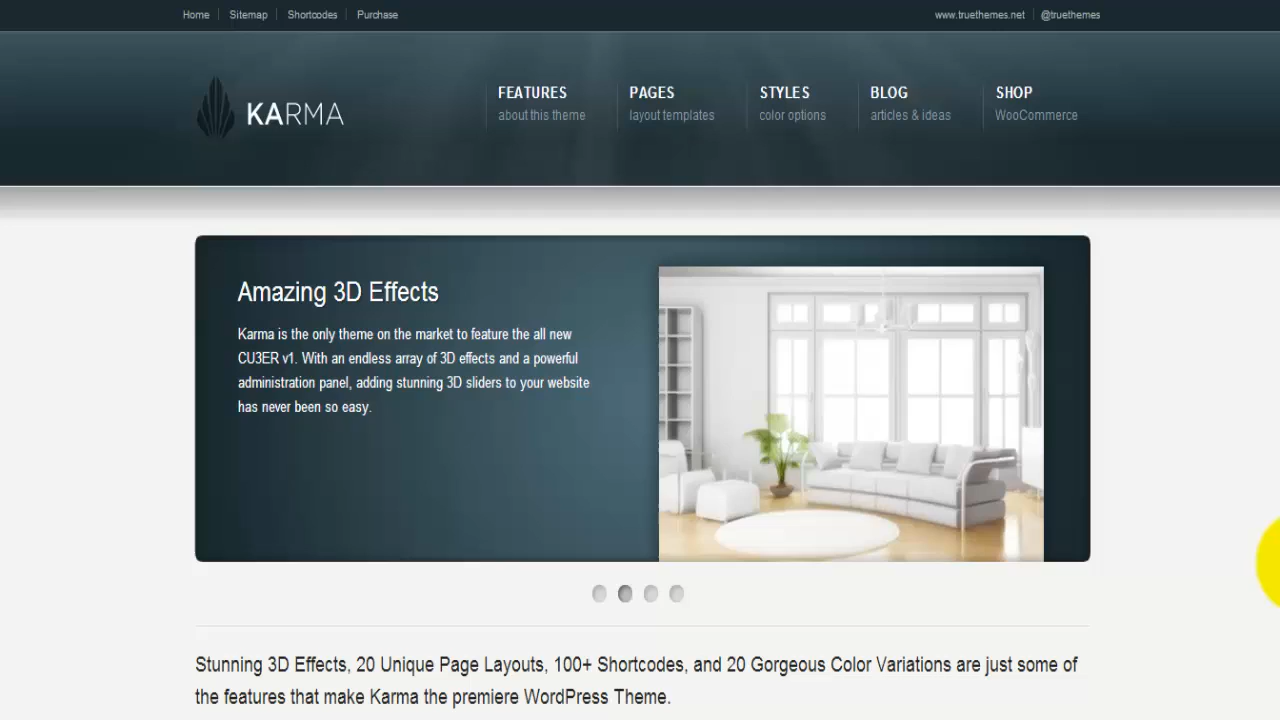 Home Sitemap Shortcodes Purchase www.truethemes.net @truethemes
KARMA
FEATURES PAGES STYLES BLOG SHOP
about this theme layout templates color options articles & ideas WooCommerce
Amazing 3D Effects
Karma is the only theme on the market to feature the all new
CU3ER v1. With an endless array of 3D effects and a powerful
administration panel, adding stunning 3D sliders to your website
has never been so easy.
Stunning 3D Effects, 20 Unique Page Layouts, 100+ Shortcodes, and 20 Gorgeous Color Variations are just some of
the features that make Karma the premiere WordPress Theme.